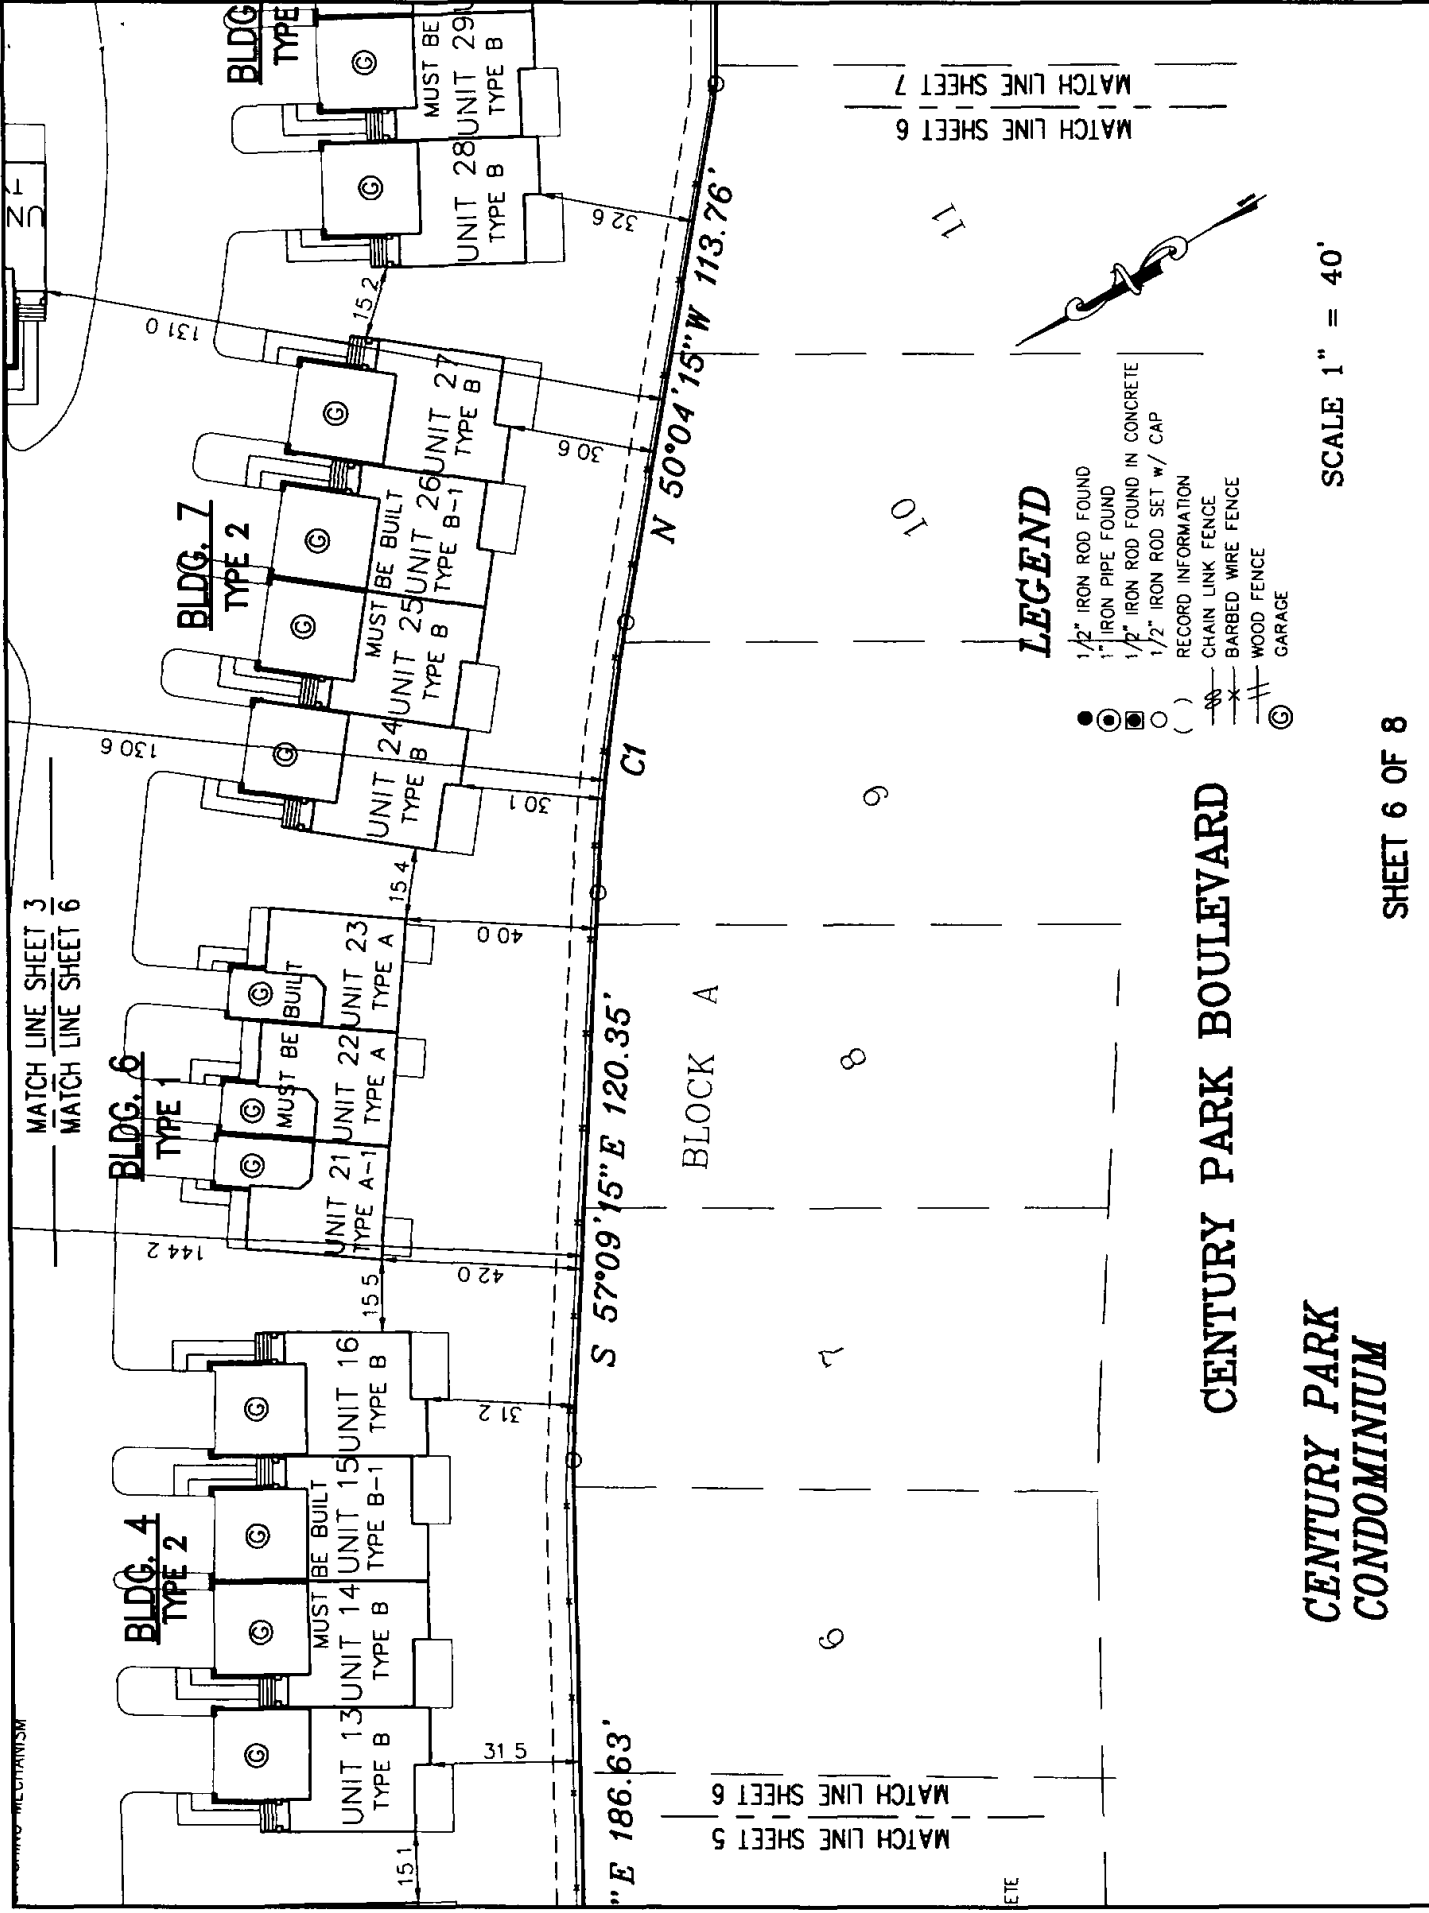 MATCH LINE SHEET 3
MATCH LINE SHEET 6
BLDG. 4
TYPE 2
UNIT 13
TYPE B
UNIT 14
TYPE B
MUST BE BUILT
UNIT 15
TYPE B-1
UNIT 16
TYPE B
G
G
G
G
15 1
31 5
31 2
15 5
BLDG. 6
TYPE 1
UNIT 21
TYPE A-1
UNIT 22
TYPE A
MUST BE BUILT
UNIT 23
TYPE A
G
G
G
144 2
42 0
40 0
15 4
BLDG. 7
TYPE 2
UNIT 24
TYPE B
UNIT 25
TYPE B
MUST BE BUILT
UNIT 26
TYPE B-1
UNIT 27
TYPE B
G
G
G
G
130 6
30 1
30 6
131 0
15 2
BLDG
TYPE
UNIT 28
TYPE B
UNIT 29
TYPE B
MUST BE
G
G
32 6
"E 186.63'
S 57°09'15"E 120.35'
C1
N 50°04'15"W 113.76'
MATCH LINE SHEET 5
MATCH LINE SHEET 6
MATCH LINE SHEET 6
MATCH LINE SHEET 7
BLOCK A
6
7
8
9
10
11
ETE
LEGEND
1/2" IRON ROD FOUND
1" IRON PIPE FOUND
1/2" IRON ROD FOUND IN CONCRETE
1/2" IRON ROD SET w/ CAP
( ) RECORD INFORMATION
CHAIN LINK FENCE
BARBED WIRE FENCE
WOOD FENCE
G GARAGE
CENTURY PARK BOULEVARD
SCALE 1" = 40'
CENTURY PARK
CONDOMINIUM
SHEET 6 OF 8